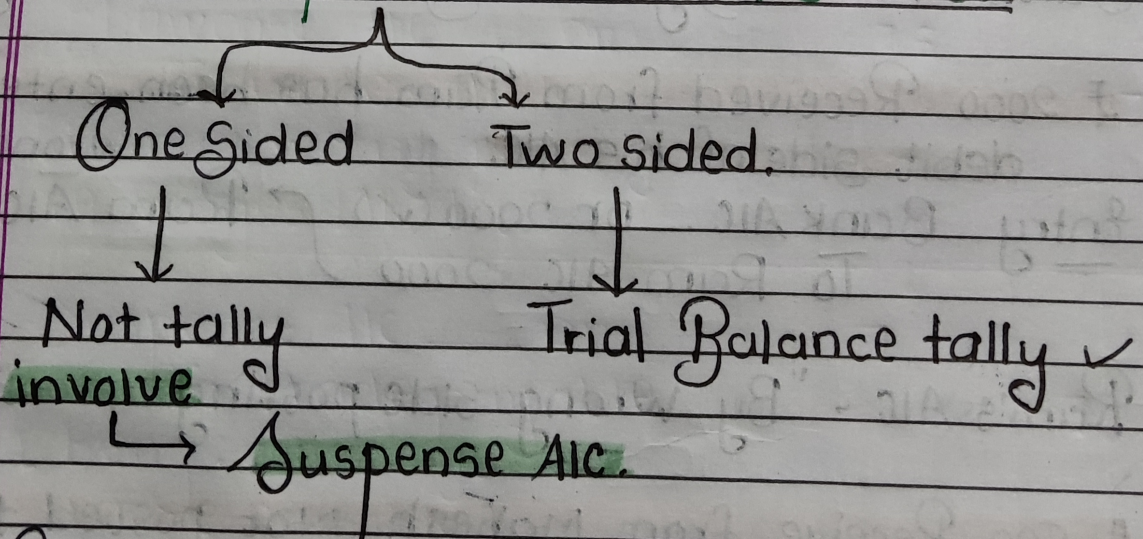 One Sided Two sided.
Not tally Trial Balance tally ✓
involve
Suspense A/c.